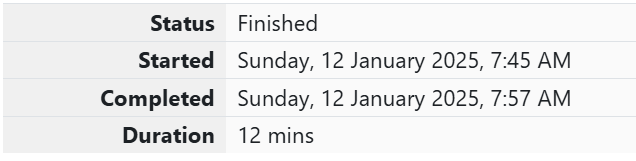 Status Finished
Started Sunday, 12 January 2025, 7:45 AM
Completed Sunday, 12 January 2025, 7:57 AM
Duration 12 mins